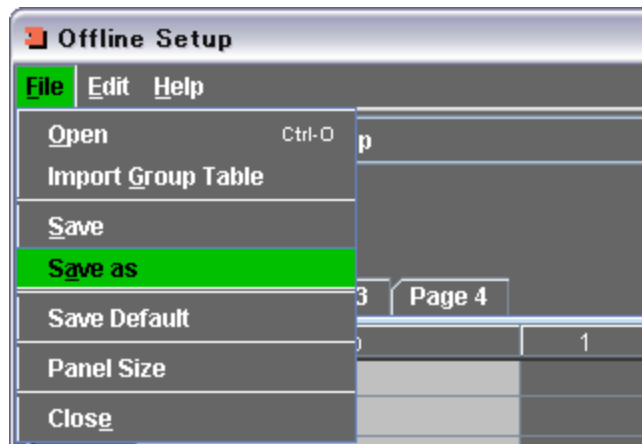 Offline Setup
File Edit Help
Open Ctrl-O
p
Import Group Table
Save
Save as
3 Page 4
Save Default
1
Panel Size
Close